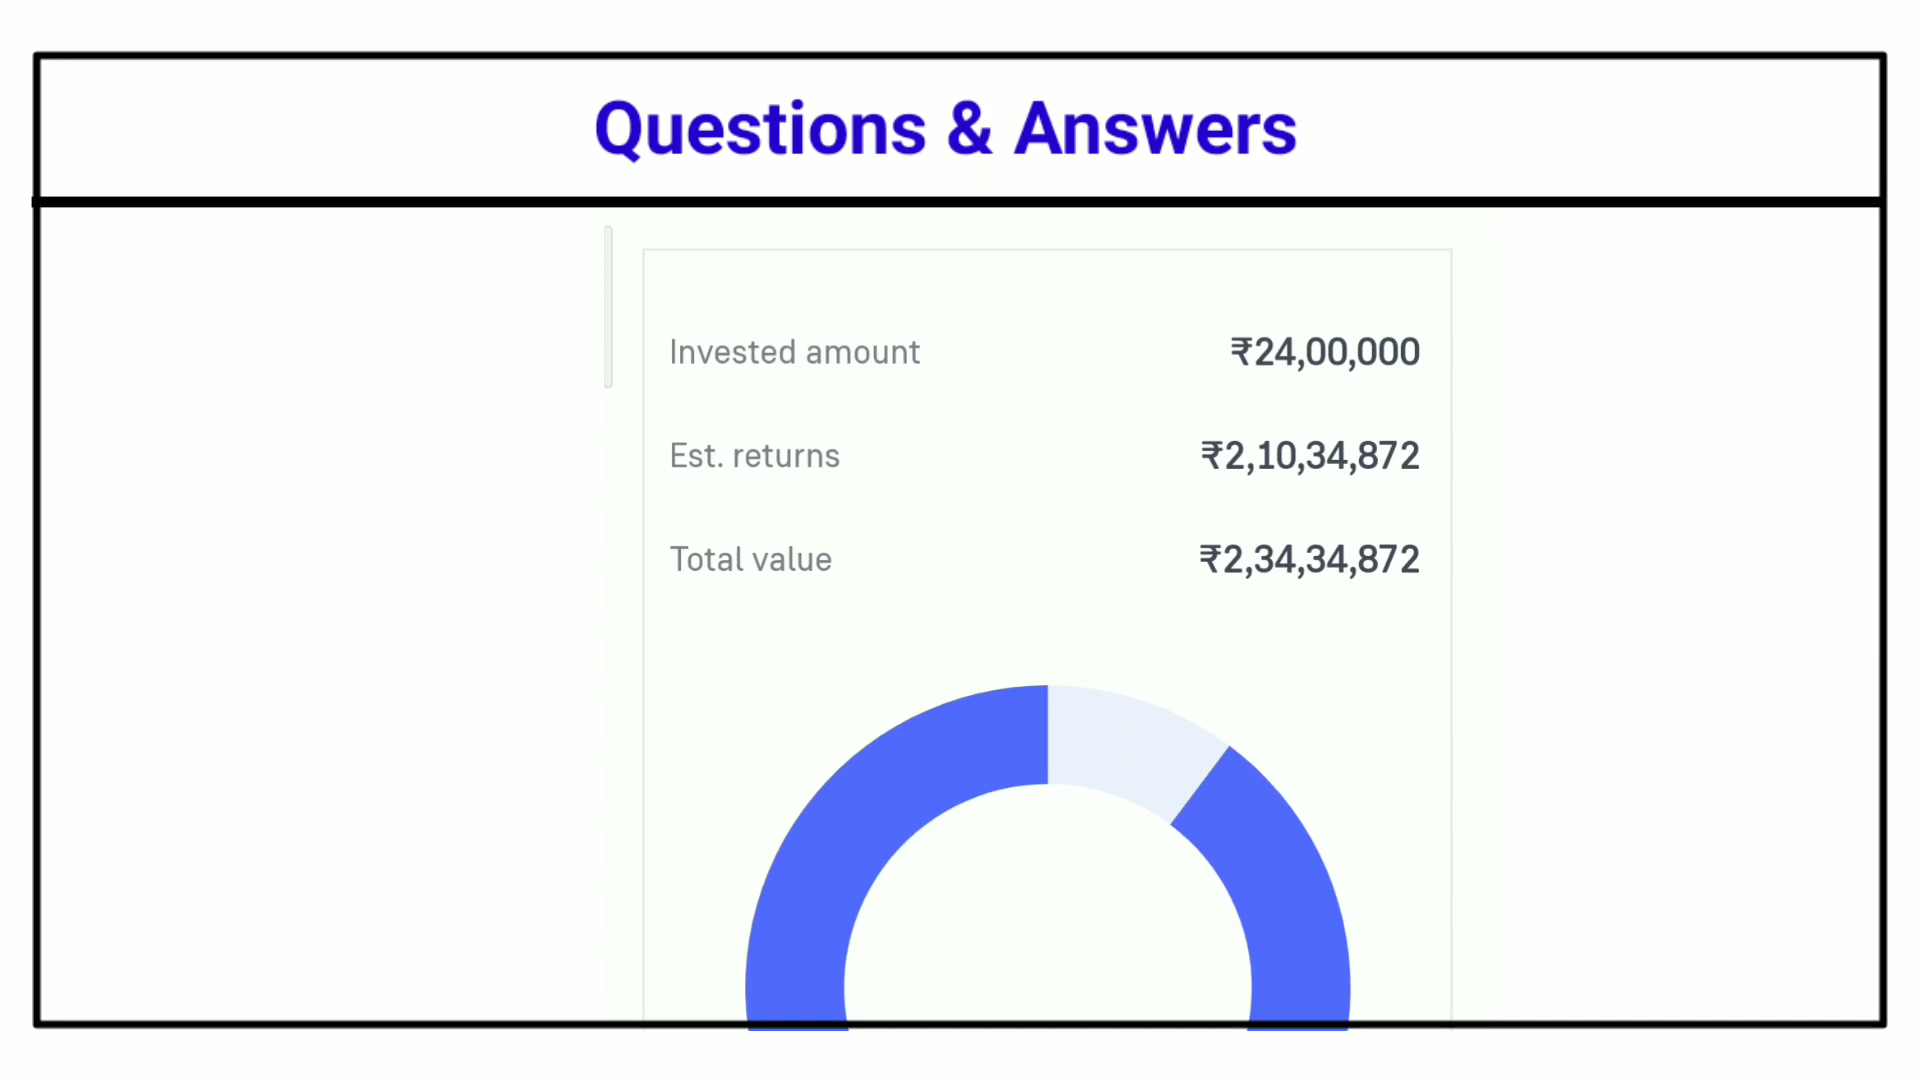 Questions & Answers
Invested amount ₹24,00,000
Est. returns ₹2,10,34,872
Total value ₹2,34,34,872